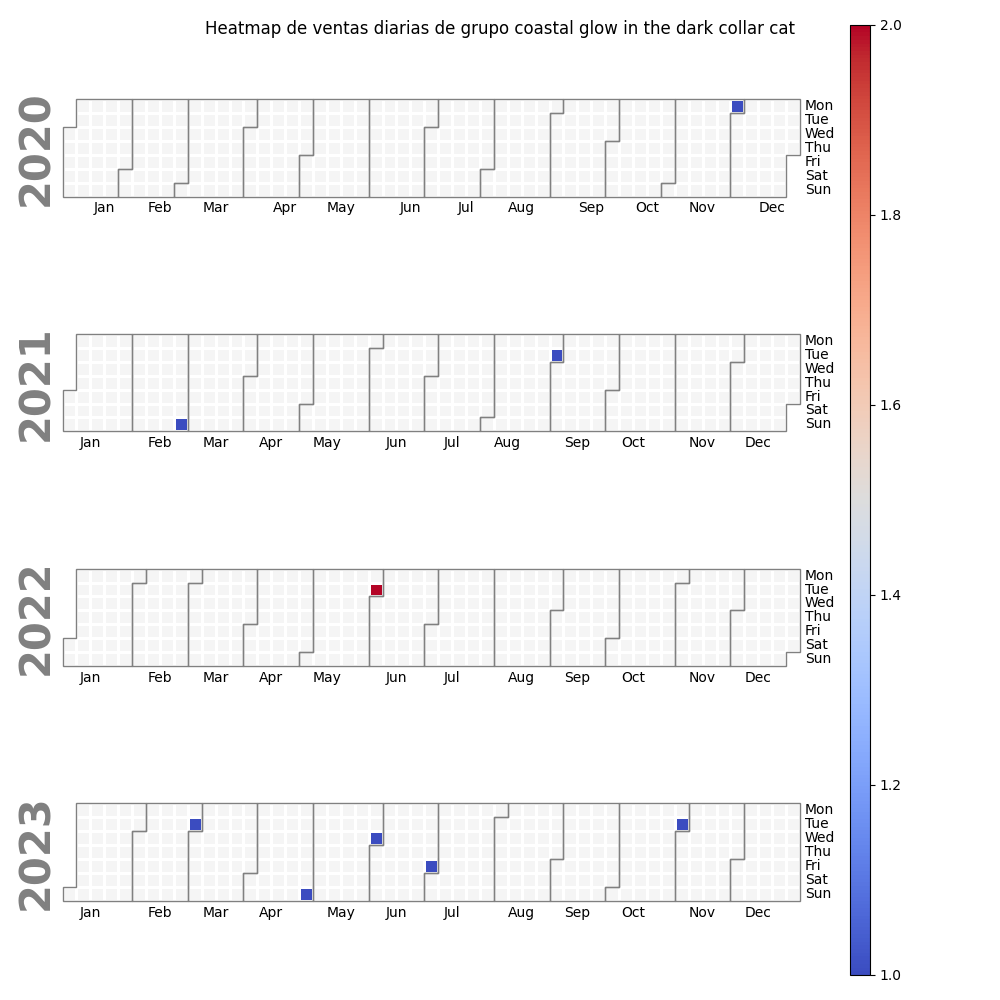 Heatmap de ventas diarias de grupo coastal glow in the dark collar cat
2020
Mon
Tue
Wed
Thu
Fri
Sat
Sun
Jan Feb Mar Apr May Jun Jul Aug Sep Oct Nov Dec
2021
Mon
Tue
Wed
Thu
Fri
Sat
Sun
Jan Feb Mar Apr May Jun Jul Aug Sep Oct Nov Dec
2022
Mon
Tue
Wed
Thu
Fri
Sat
Sun
Jan Feb Mar Apr May Jun Jul Aug Sep Oct Nov Dec
2023
Mon
Tue
Wed
Thu
Fri
Sat
Sun
Jan Feb Mar Apr May Jun Jul Aug Sep Oct Nov Dec
2.0
1.8
1.6
1.4
1.2
1.0